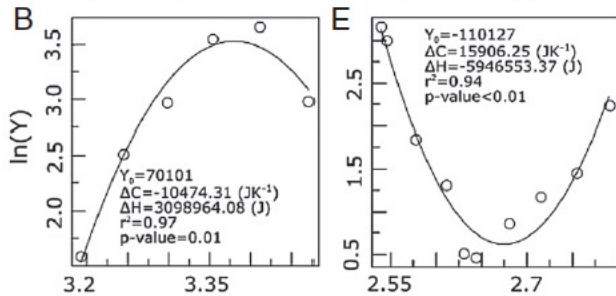 B
ln(Y)
3.5
3.0
2.5
2.0
Y₀=70101
ΔC=-10474.31 (JK⁻¹)
ΔH=3098964.08 (J)
r²=0.97
p-value=0.01
3.2 3.35
E
2.5
1.5
0.5
Y₀=-110127
ΔC=15906.25 (JK⁻¹)
ΔH=-5946553.37 (J)
r²=0.94
p-value<0.01
2.55 2.7